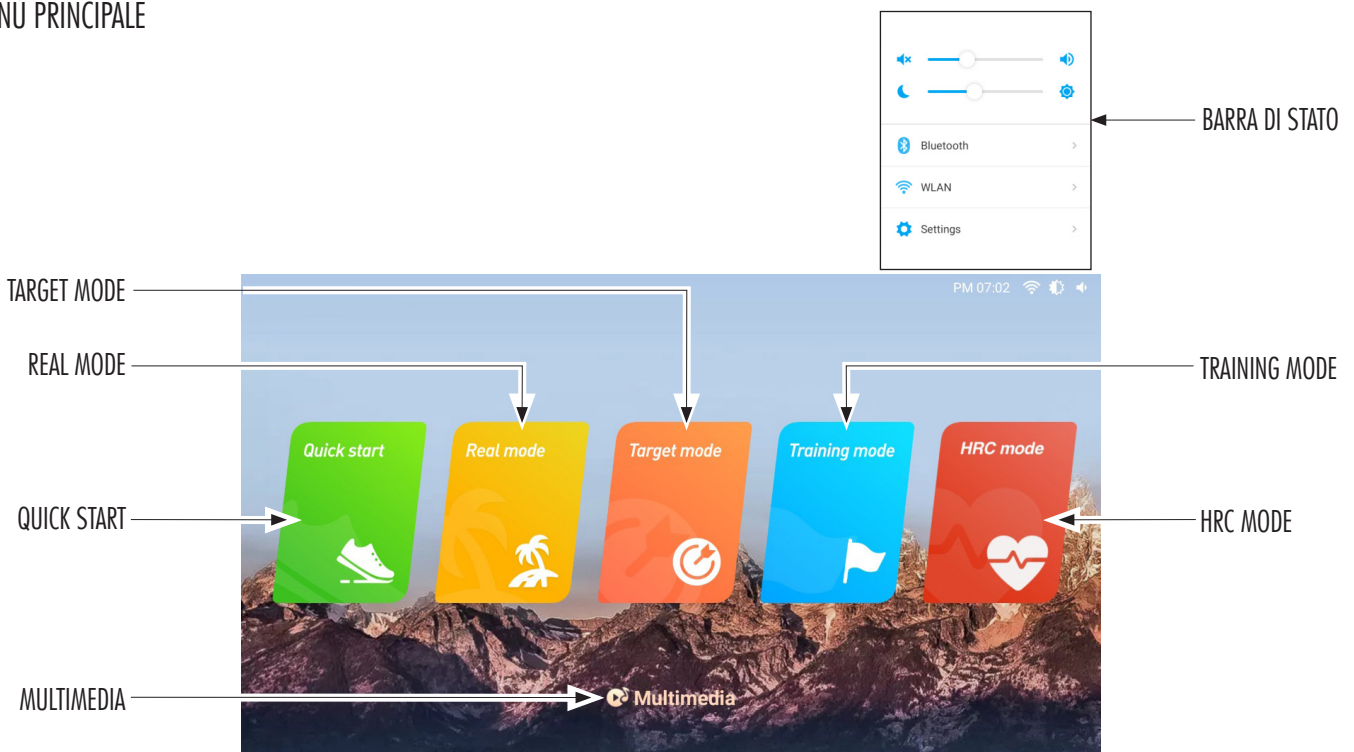 NU PRINCIPALE
BARRA DI STATO
Bluetooth
WLAN
Settings
TARGET MODE
PM 07:02
REAL MODE
TRAINING MODE
Quick start
Real mode
Target mode
Training mode
HRC mode
QUICK START
HRC MODE
MULTIMEDIA
Multimedia